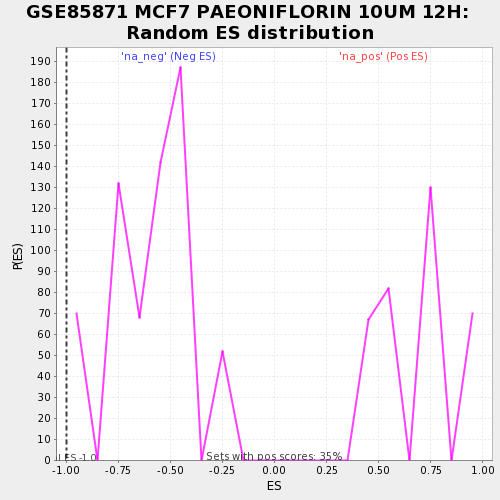 GSE85871 MCF7 PAEONIFLORIN 10UM 12H:
Random ES distribution
'na_neg' (Neg ES)
'na_pos' (Pos ES)
190
180
170
160
150
140
130
120
110
100
90
80
70
60
50
40
30
20
10
0
P(ES)
Sets with pos scores: 35%
-1.00 -0.75 -0.50 -0.25 0.00 0.25 0.50 0.75 1.00
ES